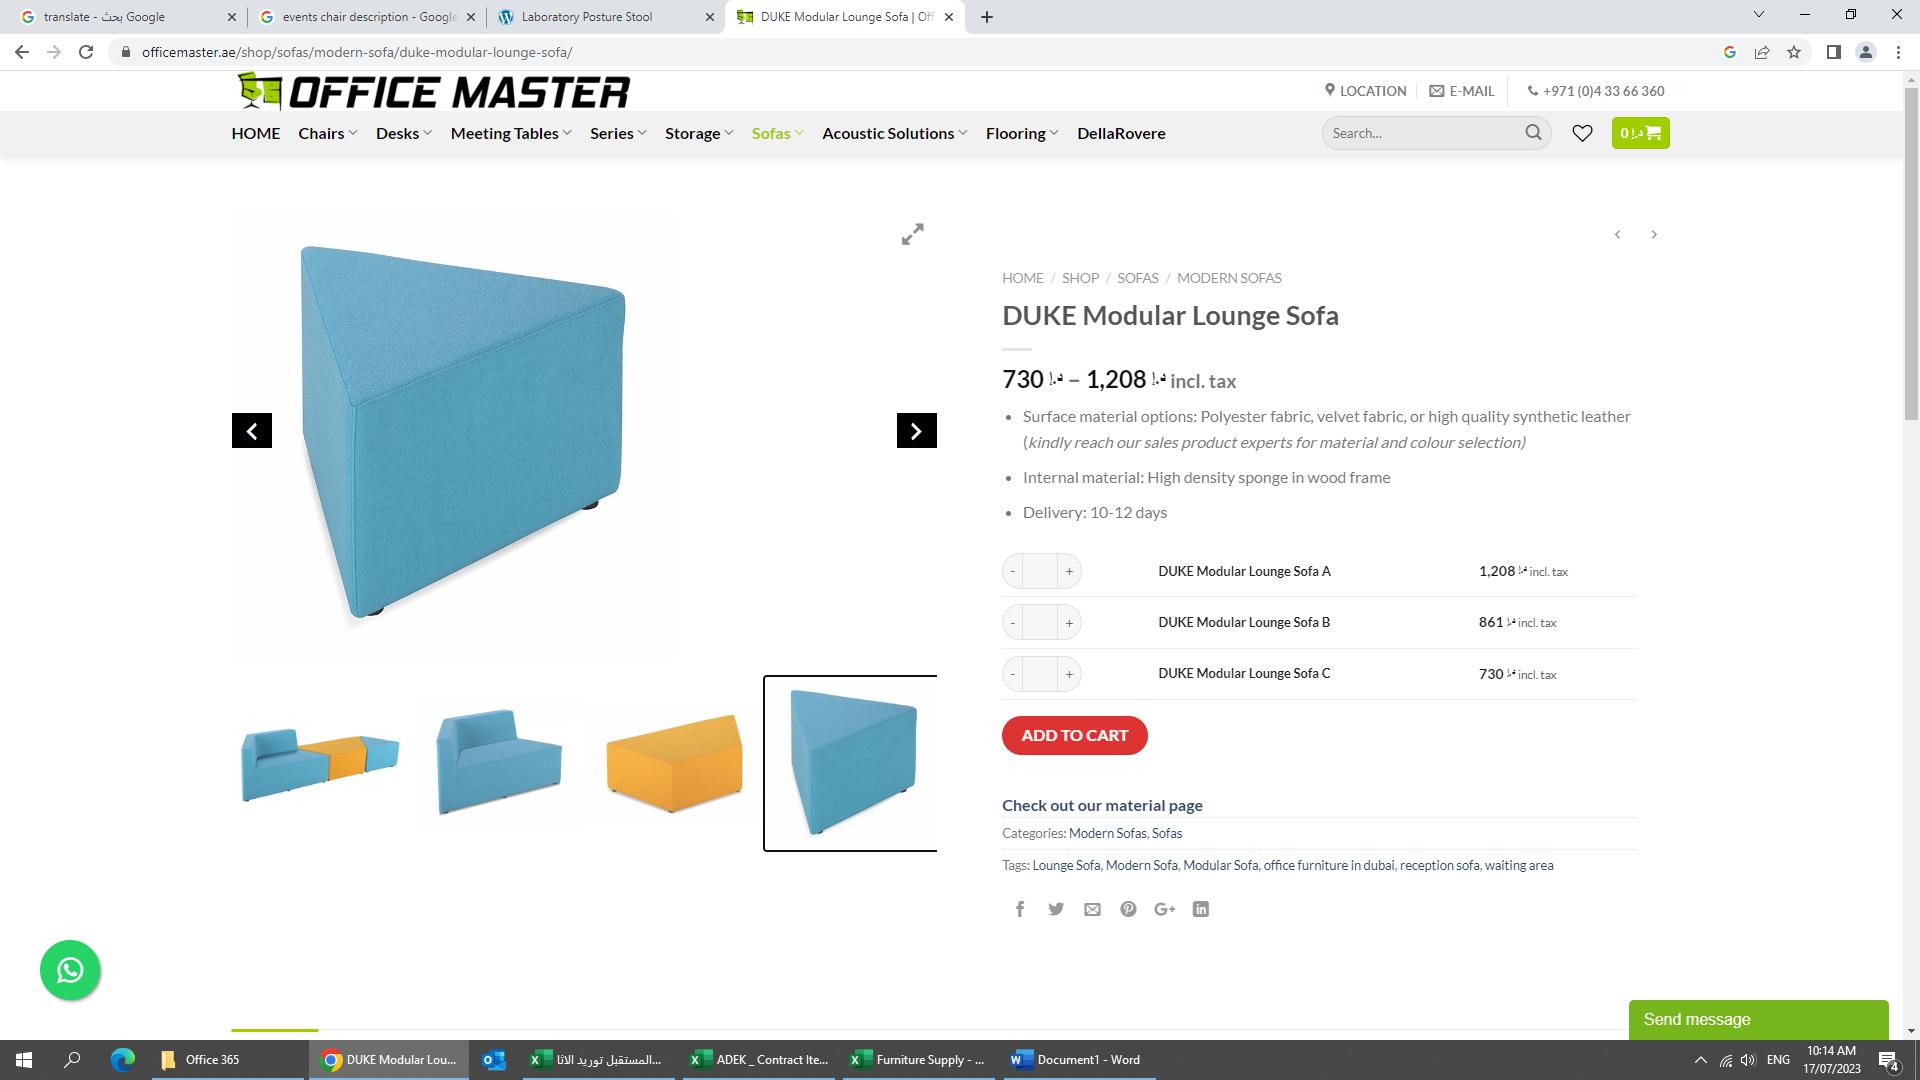 translate - بحث Google
events chair description - Google
Laboratory Posture Stool
DUKE Modular Lounge Sofa | Off
officemaster.ae/shop/sofas/modern-sofa/duke-modular-lounge-sofa/
OFFICE MASTER
LOCATION
E-MAIL
+971 (0)4 33 66 360
HOME Chairs Desks Meeting Tables Series Storage Sofas Acoustic Solutions Flooring DellaRovere
Search...
0 د.إ
HOME / SHOP / SOFAS / MODERN SOFAS
DUKE Modular Lounge Sofa
730 د.إ – 1,208 د.إ incl. tax
• Surface material options: Polyester fabric, velvet fabric, or high quality synthetic leather
(kindly reach our sales product experts for material and colour selection)
• Internal material: High density sponge in wood frame
• Delivery: 10-12 days
- + DUKE Modular Lounge Sofa A 1,208 د.إ incl. tax
- + DUKE Modular Lounge Sofa B 861 د.إ incl. tax
- + DUKE Modular Lounge Sofa C 730 د.إ incl. tax
ADD TO CART
Check out our material page
Categories: Modern Sofas, Sofas
Tags: Lounge Sofa, Modern Sofa, Modular Sofa, office furniture in dubai, reception sofa, waiting area
Send message
Office 365
DUKE Modular Lou...
المستقبل توريد الاثا...
ADEK _ Contract Ite...
Furniture Supply - ...
Document1 - Word
ENG
10:14 AM
17/07/2023
4